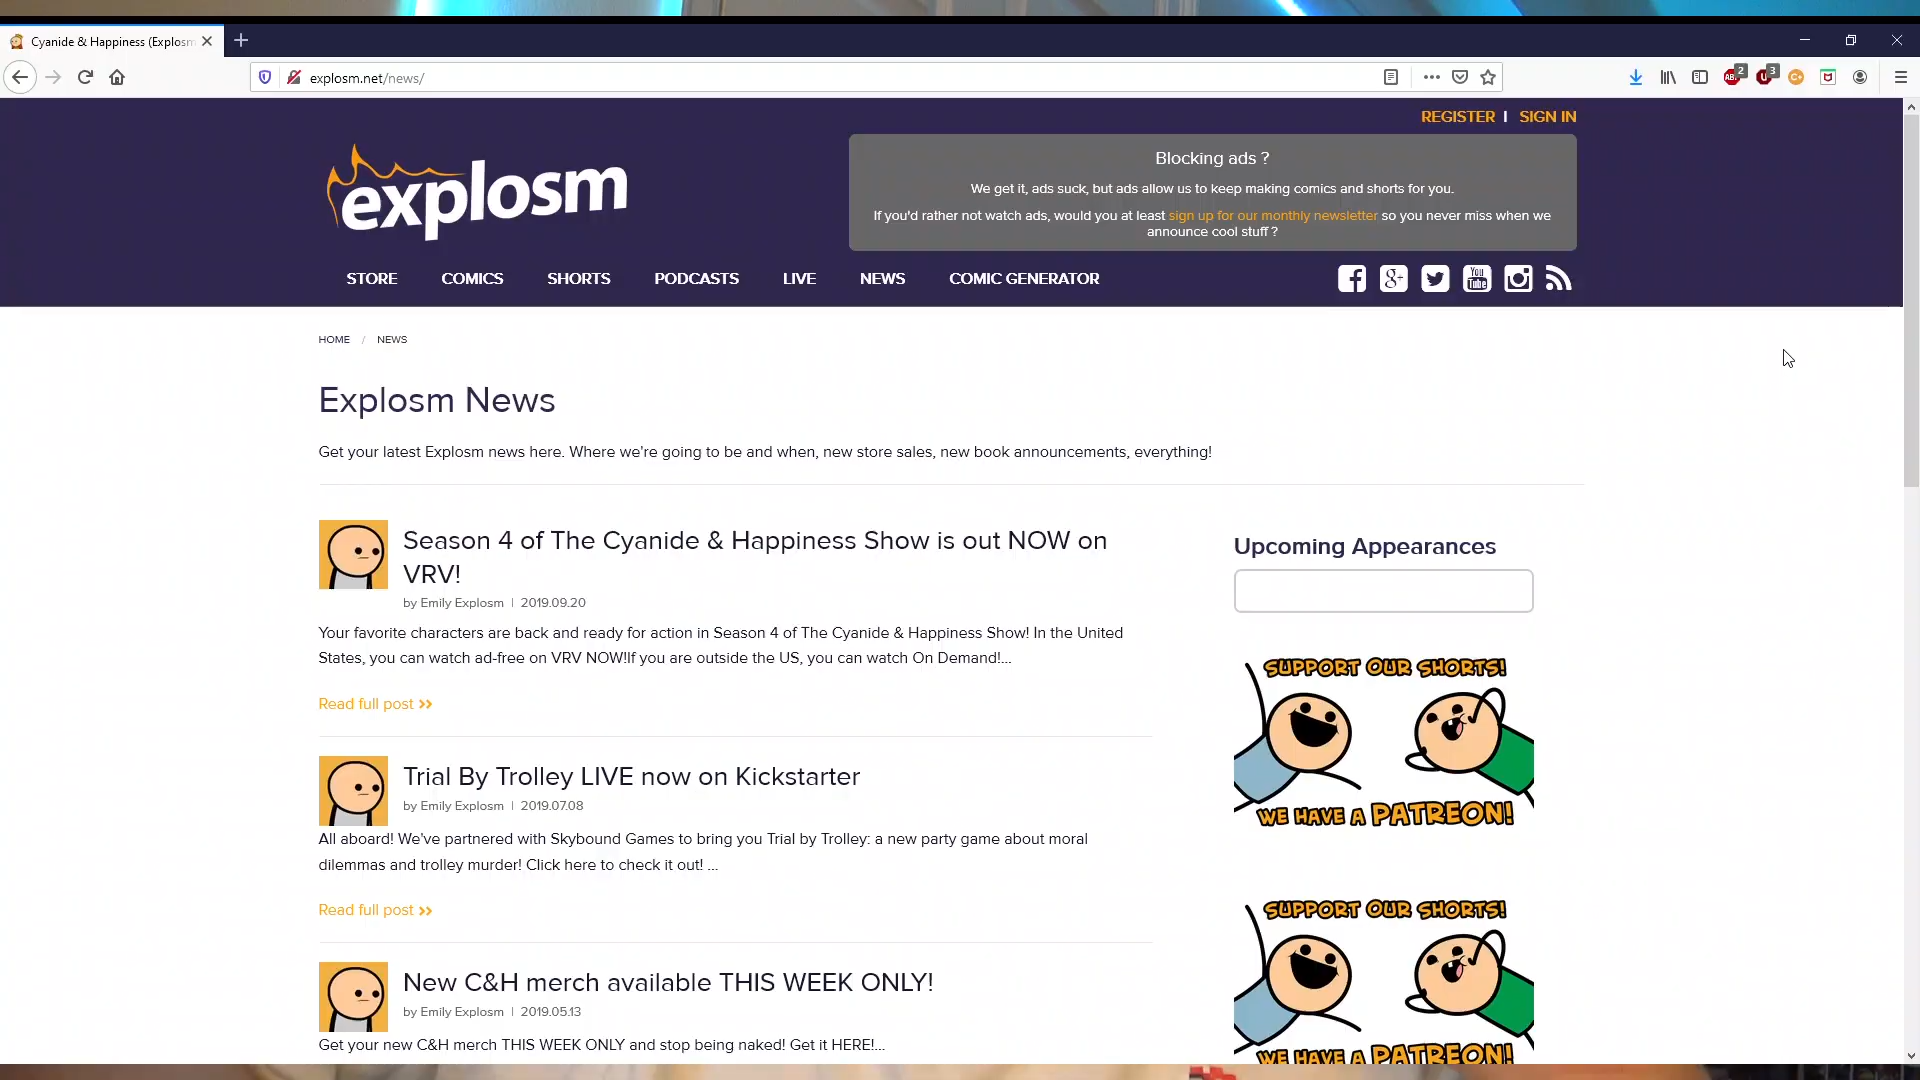 Cyanide & Happiness (Explosm
explosm.net/news/
2
3
REGISTER | SIGN IN
explosm
Blocking ads ?
We get it, ads suck, but ads allow us to keep making comics and shorts for you.
If you'd rather not watch ads, would you at least sign up for our monthly newsletter so you never miss when we
announce cool stuff ?
STORE COMICS SHORTS PODCASTS LIVE NEWS COMIC GENERATOR
You Tube
HOME / NEWS
Explosm News
Get your latest Explosm news here. Where we're going to be and when, new store sales, new book announcements, everything!
Season 4 of The Cyanide & Happiness Show is out NOW on
VRV!
by Emily Explosm | 2019.09.20
Your favorite characters are back and ready for action in Season 4 of The Cyanide & Happiness Show! In the United
States, you can watch ad-free on VRV NOW!If you are outside the US, you can watch On Demand!...
Read full post >>
Trial By Trolley LIVE now on Kickstarter
by Emily Explosm | 2019.07.08
All aboard! We've partnered with Skybound Games to bring you Trial by Trolley: a new party game about moral
dilemmas and trolley murder! Click here to check it out! ...
Read full post >>
New C&H merch available THIS WEEK ONLY!
by Emily Explosm | 2019.05.13
Get your new C&H merch THIS WEEK ONLY and stop being naked! Get it HERE!...
Upcoming Appearances
SUPPORT OUR SHORTS!
WE HAVE A PATREON!
SUPPORT OUR SHORTS!
WE HAVE A PATREON!